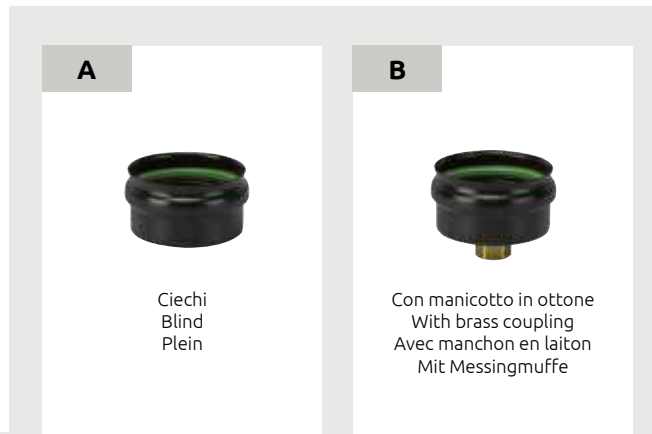 A
Ciechi
Blind
Plein
B
Con manicotto in ottone
With brass coupling
Avec manchon en laiton
Mit Messingmuffe